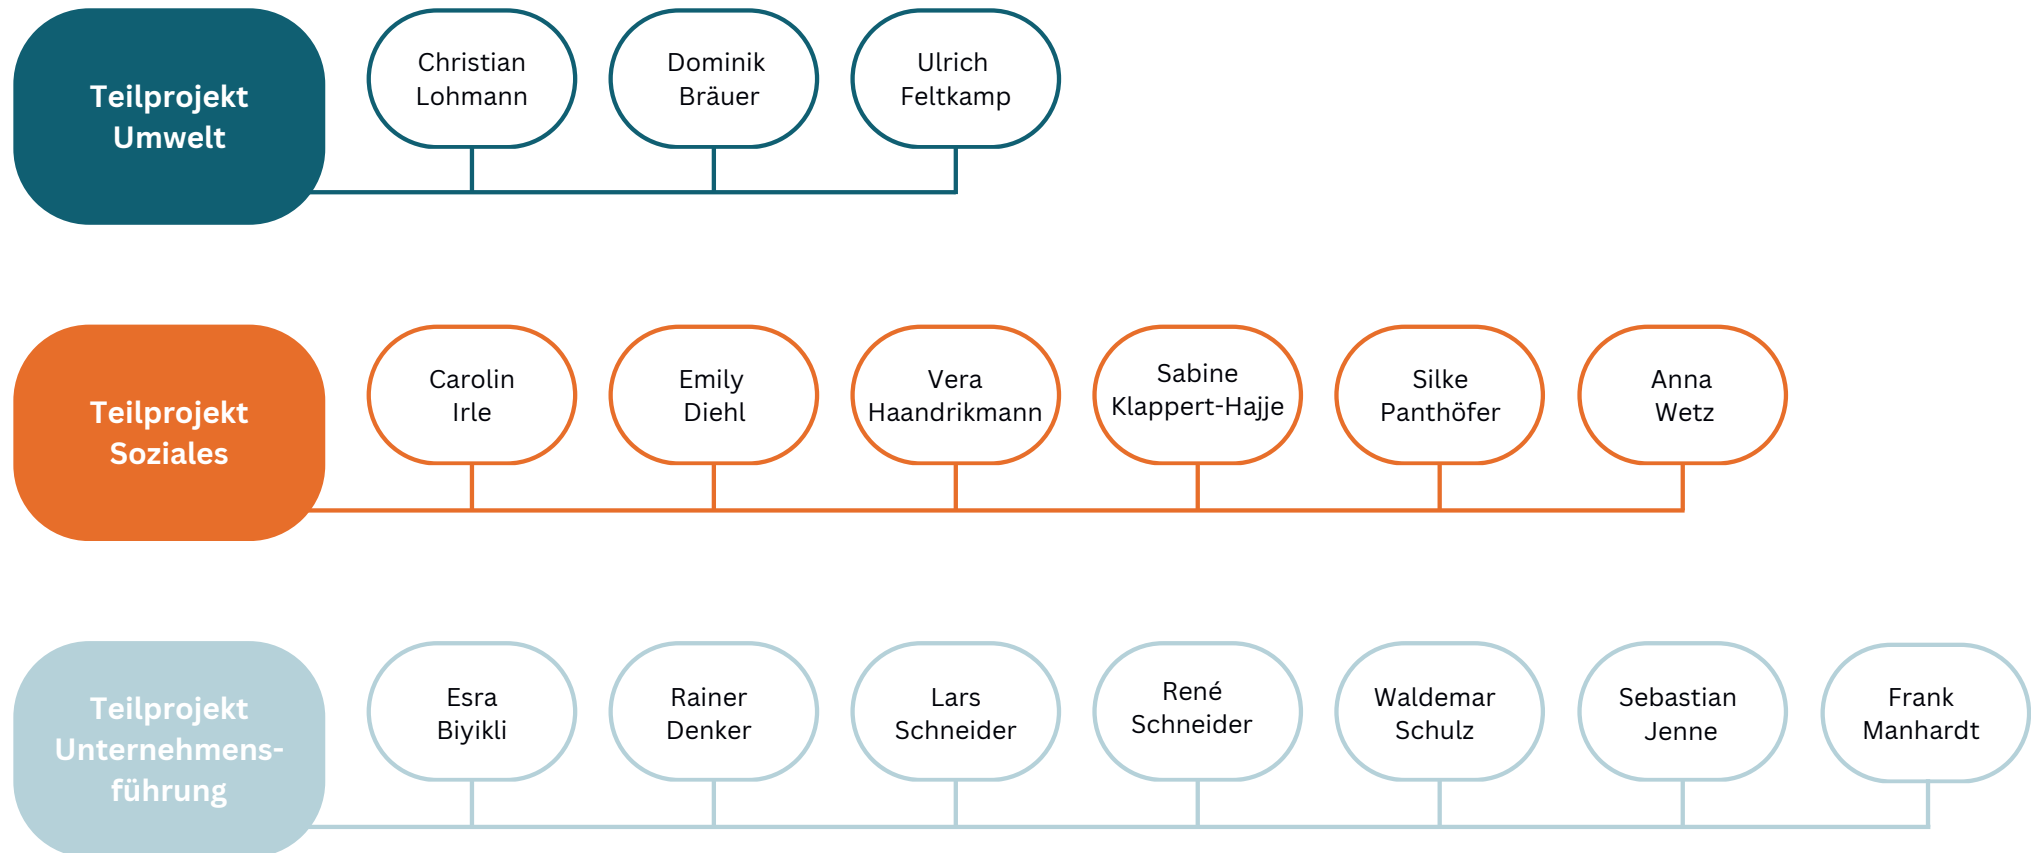 Teilprojekt
Umwelt
Christian
Lohmann
Dominik
Bräuer
Ulrich
Feltkamp
Teilprojekt
Soziales
Carolin
Irle
Emily
Diehl
Vera
Haandrikmann
Sabine
Klappert-Hajje
Silke
Panthöfer
Anna
Wetz
Teilprojekt
Unternehmens-
führung
Esra
Biyikli
Rainer
Denker
Lars
Schneider
René
Schneider
Waldemar
Schulz
Sebastian
Jenne
Frank
Manhardt